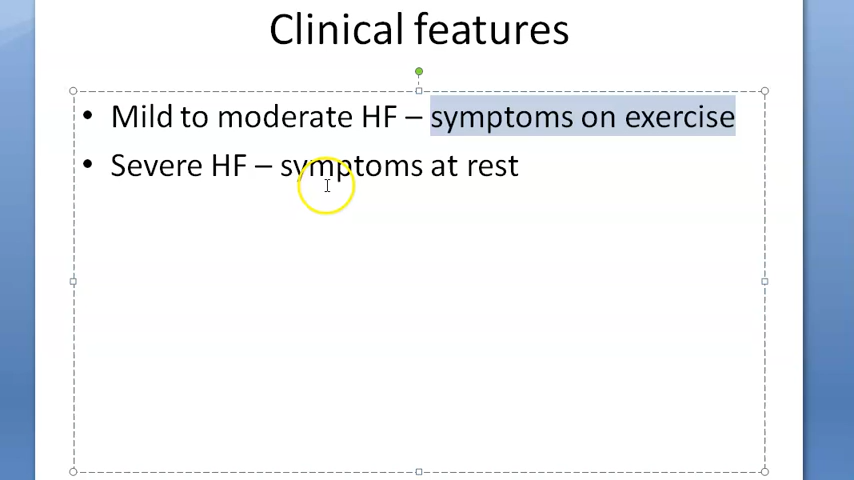 Clinical features
• Mild to moderate HF – symptoms on exercise
• Severe HF – symptoms at rest